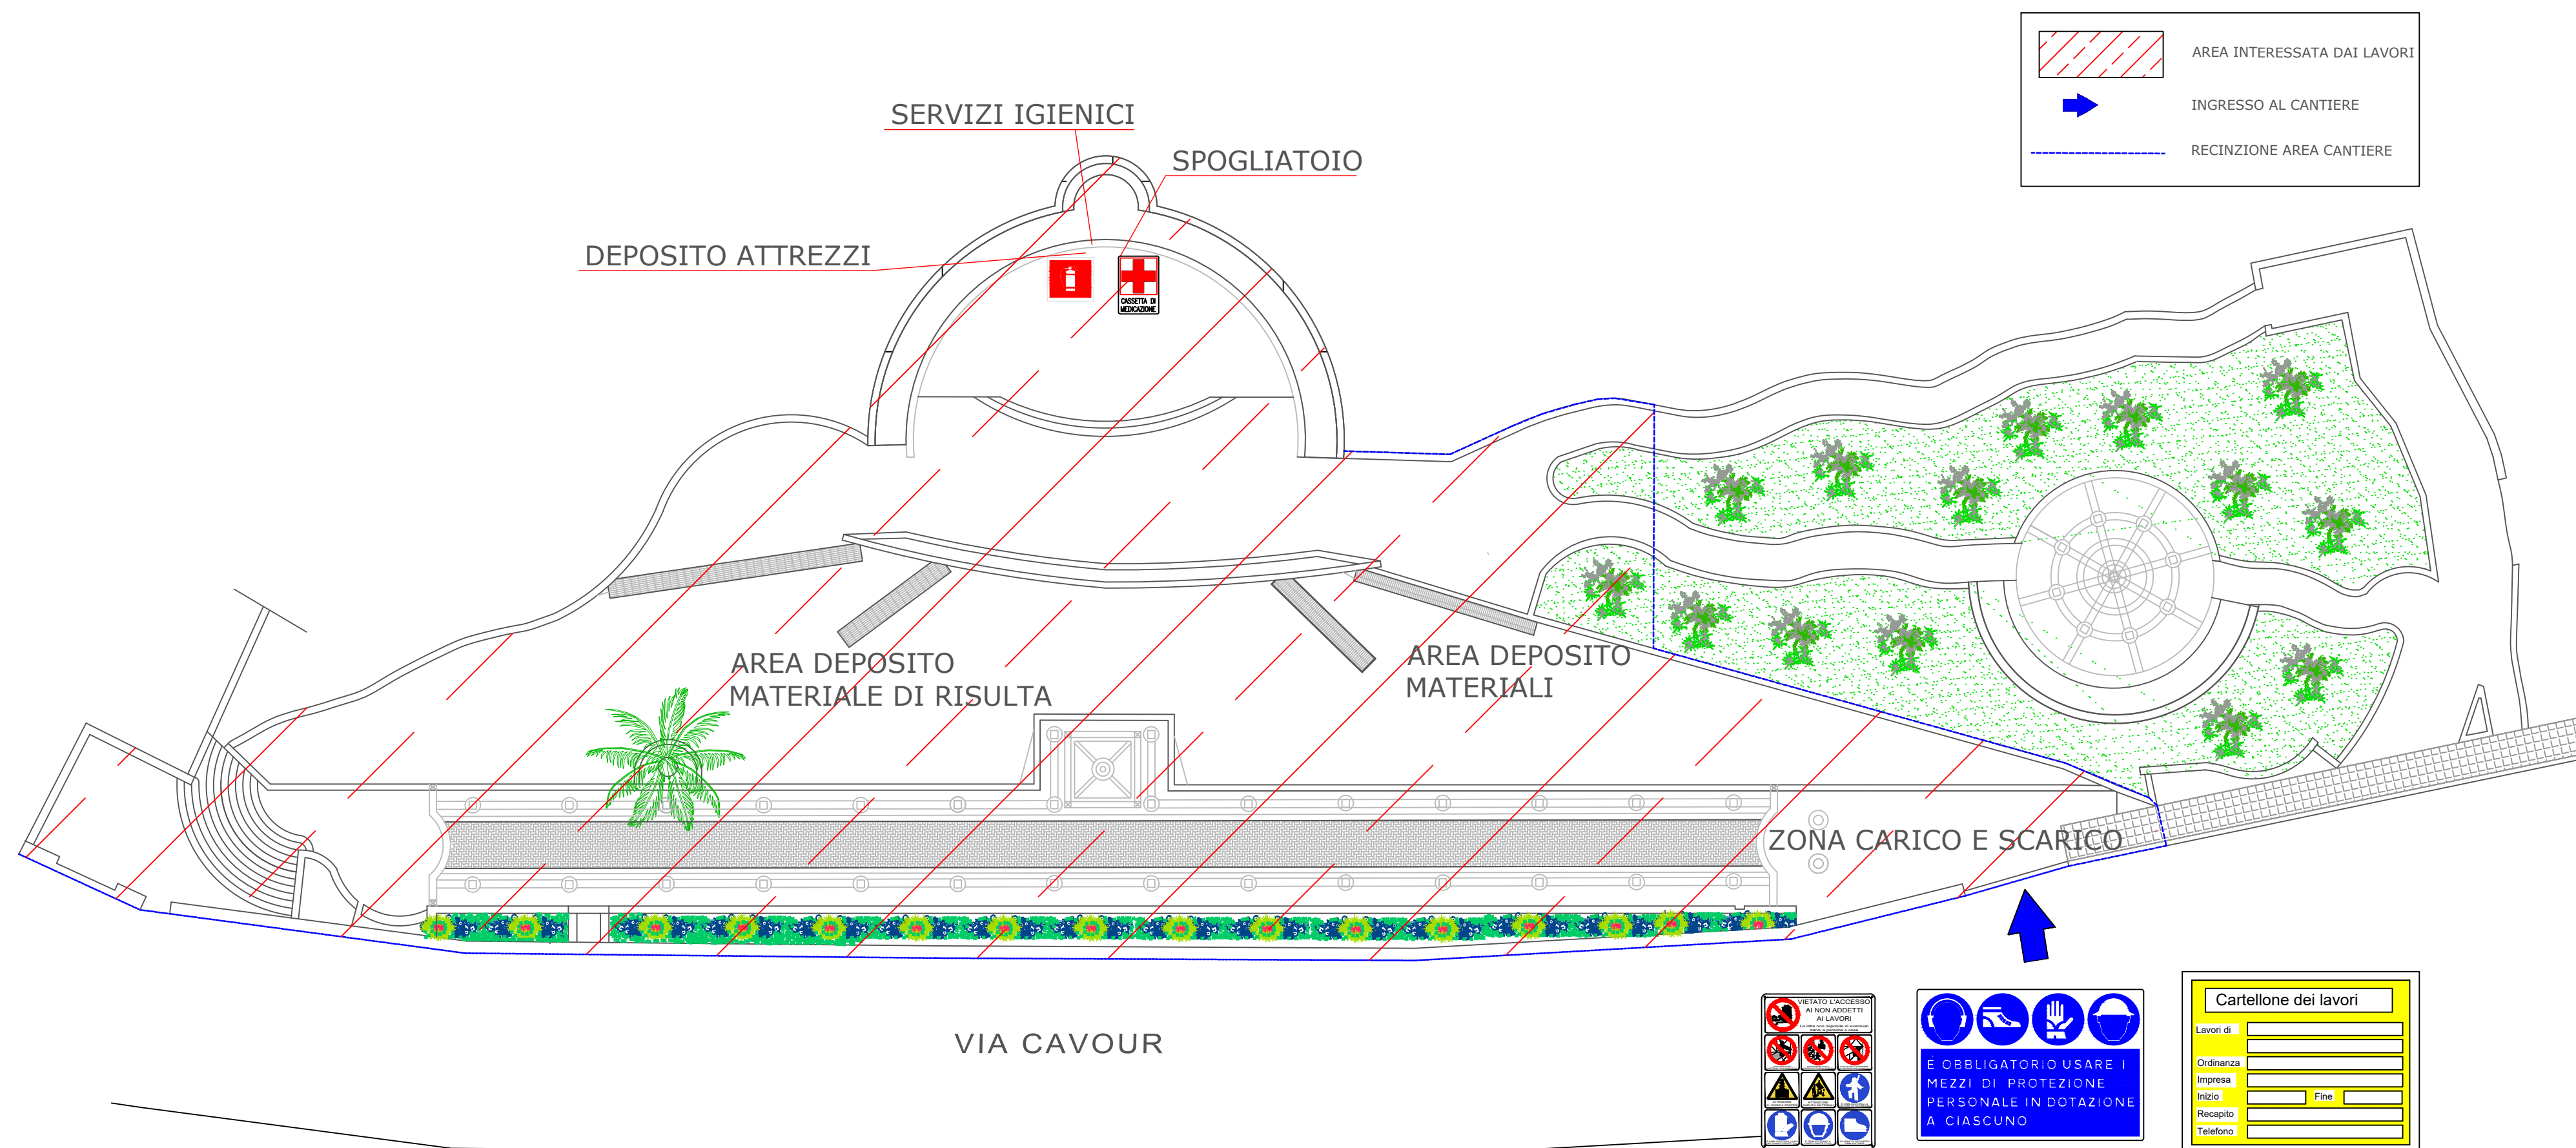 AREA INTERESSATA DAI LAVORI
INGRESSO AL CANTIERE
RECINZIONE AREA CANTIERE
SERVIZI IGIENICI
SPOGLIATOIO
DEPOSITO ATTREZZI
CASSETTA DI
MEDICAZIONE
AREA DEPOSITO
MATERIALE DI RISULTA
AREA DEPOSITO
MATERIALI
ZONA CARICO E SCARICO
VIA CAVOUR
VIETATO L'ACCESSO
AI NON ADDETTI
AI LAVORI
È OBBLIGATORIO USARE I
MEZZI DI PROTEZIONE
PERSONALE IN DOTAZIONE
A CIASCUNO
Cartellone dei lavori
Lavori di
Ordinanza
Impresa
Inizio Fine
Recapito
Telefono